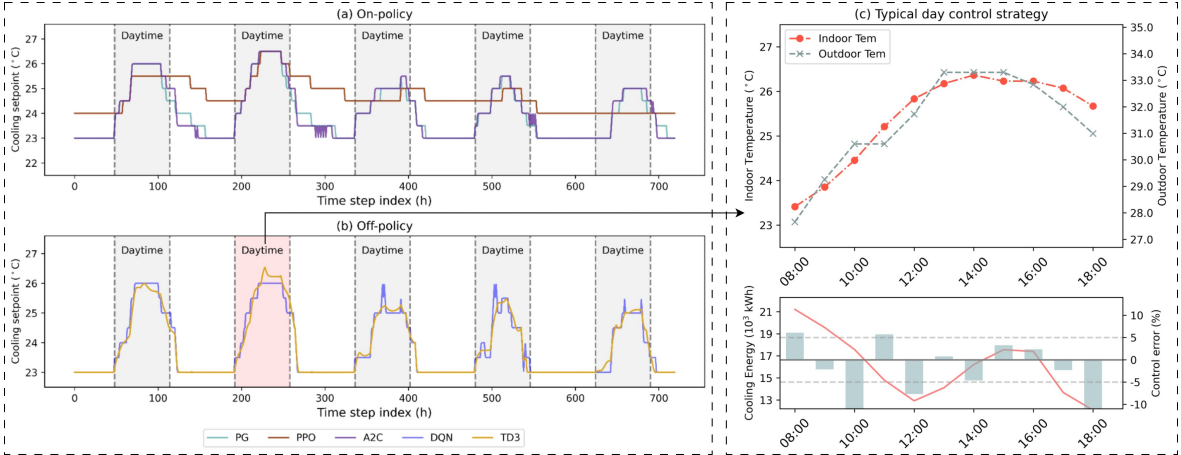 (a) On-policy
Cooling setpoint (°C)
27
26
25
24
23
22
Daytime
Daytime
Daytime
Daytime
Daytime
0
100
200
300
400
500
600
700
Time step index (h)
(b) Off-policy
Cooling setpoint (°C)
27
26
25
24
23
Daytime
Daytime
Daytime
Daytime
Daytime
0
100
200
300
400
500
600
700
Time step index (h)
PG
PPO
A2C
DQN
TD3
(c) Typical day control strategy
Indoor Tem
Outdoor Tem
Indoor Temperature (°C)
27
26
25
24
23
35.0
34.0
33.0
32.0
31.0
30.0
29.0
28.0
27.0
Outdoor Temperature (°C)
08:00
10:00
12:00
14:00
16:00
18:00
Cooling Energy (10³ kWh)
21
19
17
15
13
10
5
0
-5
-10
Control error (%)
08:00
10:00
12:00
14:00
16:00
18:00